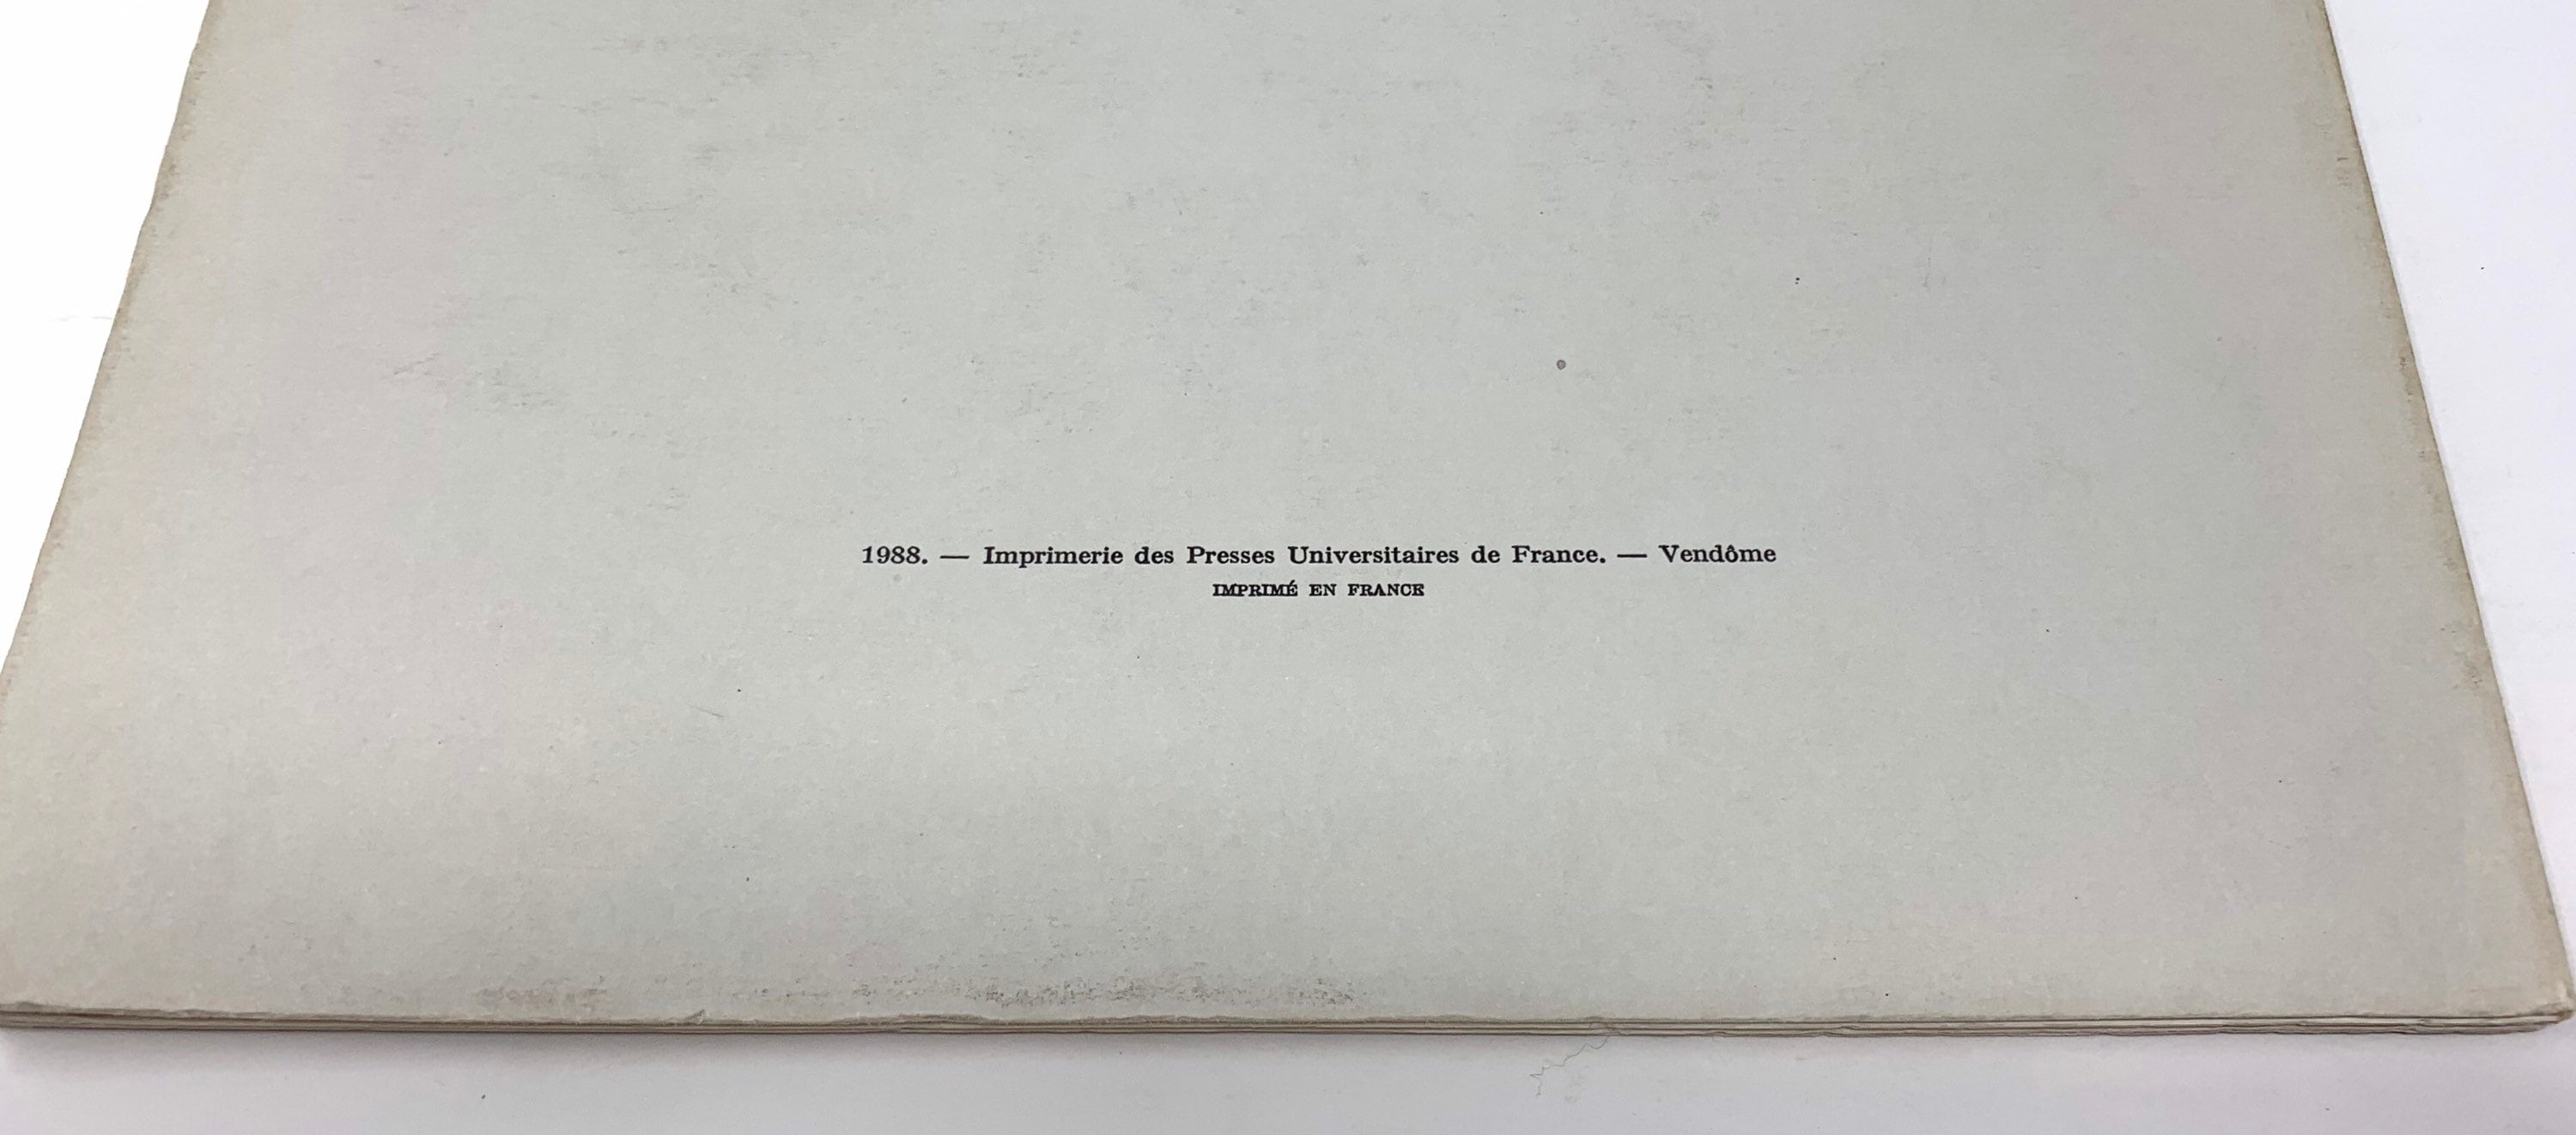 1988. — Imprimerie des Presses Universitaires de France. — Vendôme
IMPRIMÉ EN FRANCE